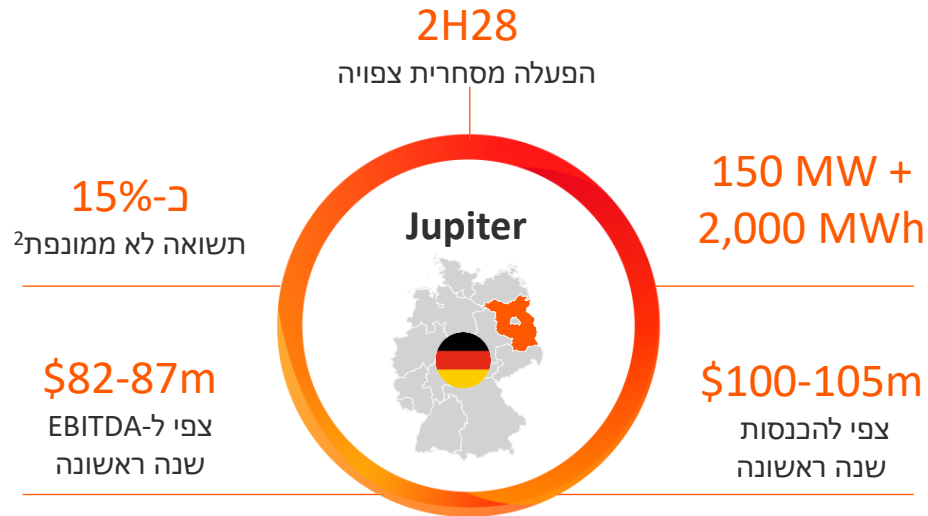 2H28
הפעלה מסחרית צפויה
150 MW +
2,000 MWh
כ-15%
תשואה לא ממונפת2
Jupiter
$100-105m
צפי להכנסות
שנה ראשונה
$82-87m
צפי ל-EBITDA
שנה ראשונה